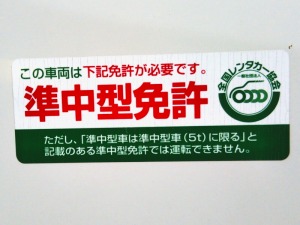 この車両は下記免許が必要です。
準中型免許
全国レンタカー協会
一般社団法人
ただし、「準中型車は準中型車(5t)に限る」と
記載のある準中型免許では運転できません。